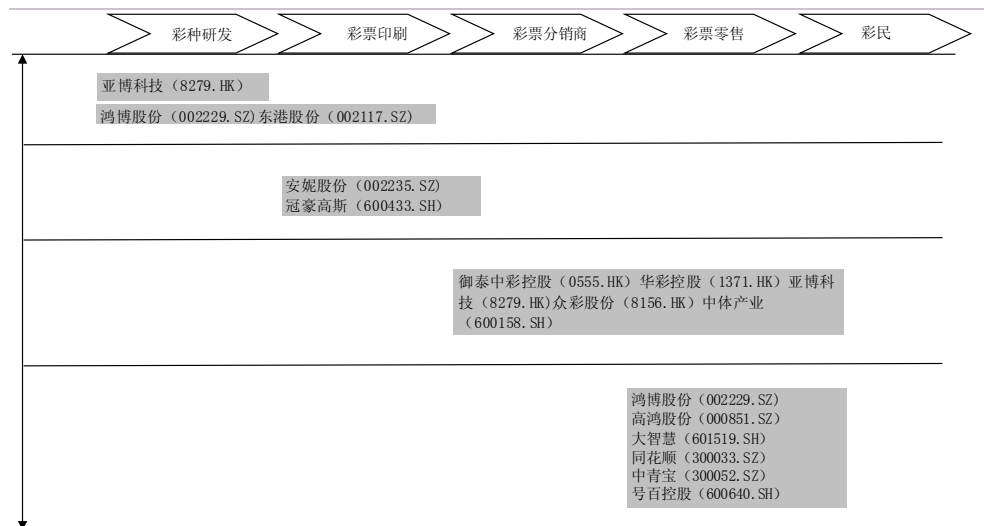 彩种研发
彩票印刷
彩票分销商
彩票零售
彩民
亚博科技（8279.HK）
鸿博股份（002229.SZ)东港股份（002117.SZ）
安妮股份（002235.SZ)
冠豪高斯（600433.SH）
御泰中彩控股（0555.HK）华彩控股（1371.HK）亚博科
技（8279.HK)众彩股份（8156.HK）中体产业
（600158.SH）
鸿博股份（002229.SZ）
高鸿股份（000851.SZ）
大智慧（601519.SH）
同花顺（300033.SZ）
中青宝（300052.SZ）
号百控股（600640.SH）